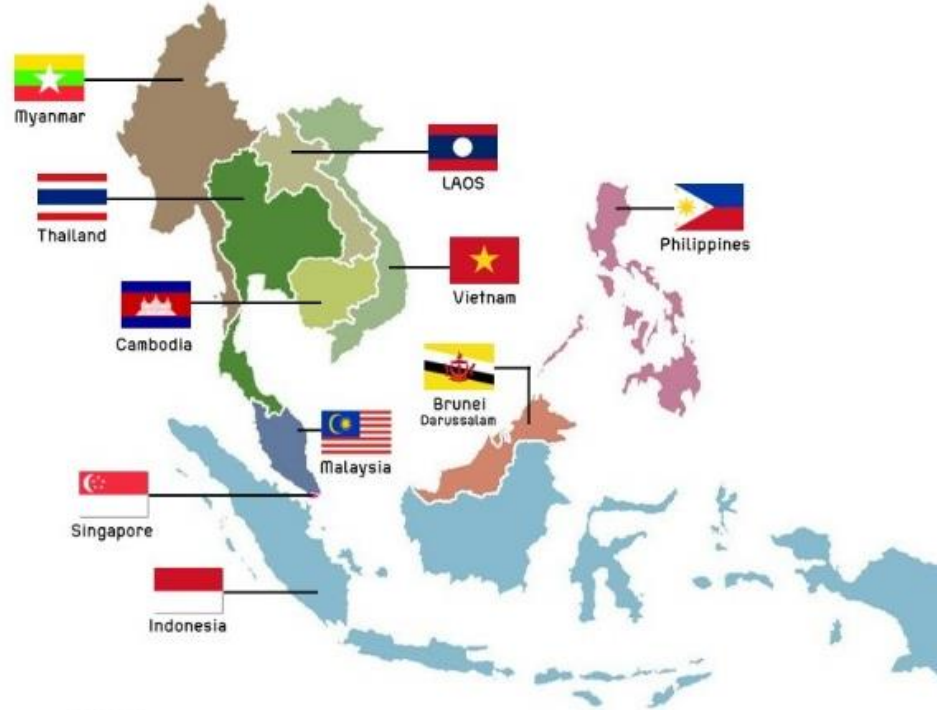 Myanmar
LAOS
Thailand
Philippines
Vietnam
Cambodia
Brunei
Darussalam
Malaysia
Singapore
Indonesia